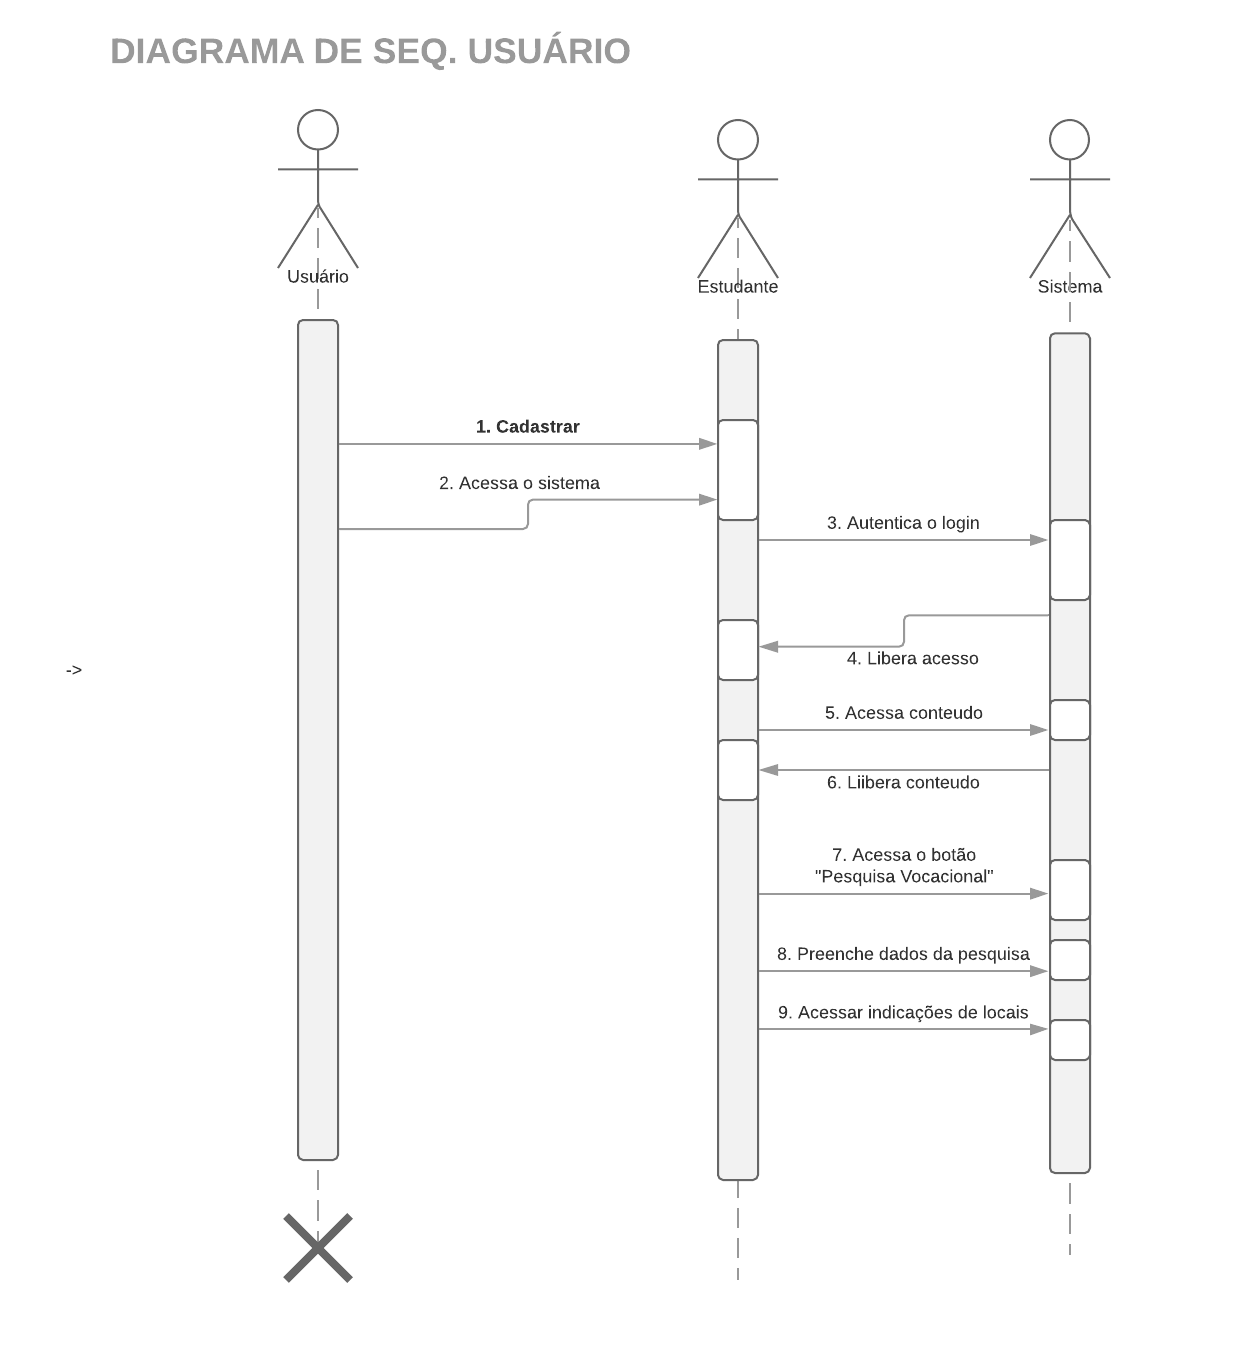 DIAGRAMA DE SEQ. USUÁRIO
Usuário
Estudante
Sistema
1. Cadastrar
2. Acessa o sistema
3. Autentica o login
4. Libera acesso
->
5. Acessa conteudo
6. Liibera conteudo
7. Acessa o botão
"Pesquisa Vocacional"
8. Preenche dados da pesquisa
9. Acessar indicações de locais